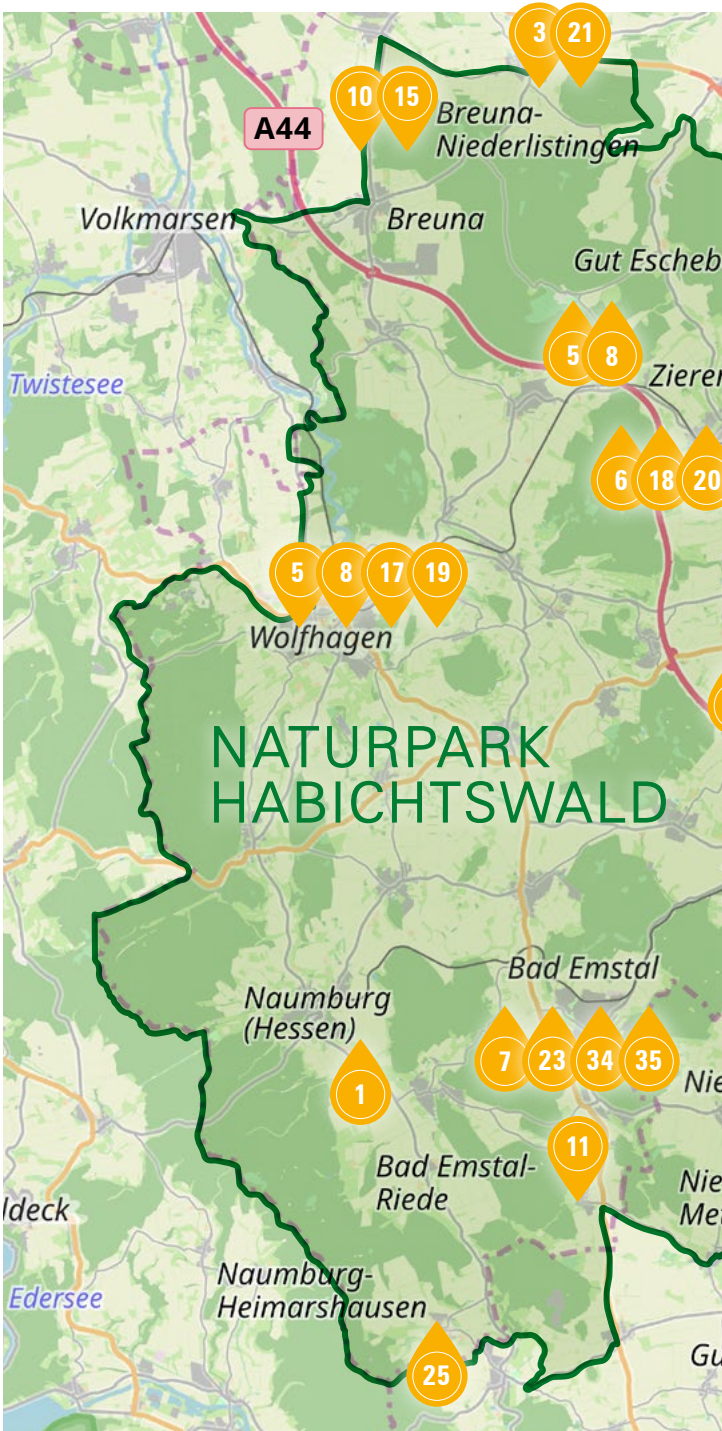 3 21
10 15
A44
Breuna-
Niederlistingen
Volkmarsen
Breuna
Gut Escheb
5 8
Twistesee
Zierer
6 18 20
5 8 17 19
Wolfhagen
NATURPARK
HABICHTSWALD
Bad Emstal
Naumburg
(Hessen)
7 23 34 35
Nie
1
11
Bad Emstal-
Riede
Nie
Met
ldeck
Naumburg-
Heimarshausen
Edersee
Gu
25